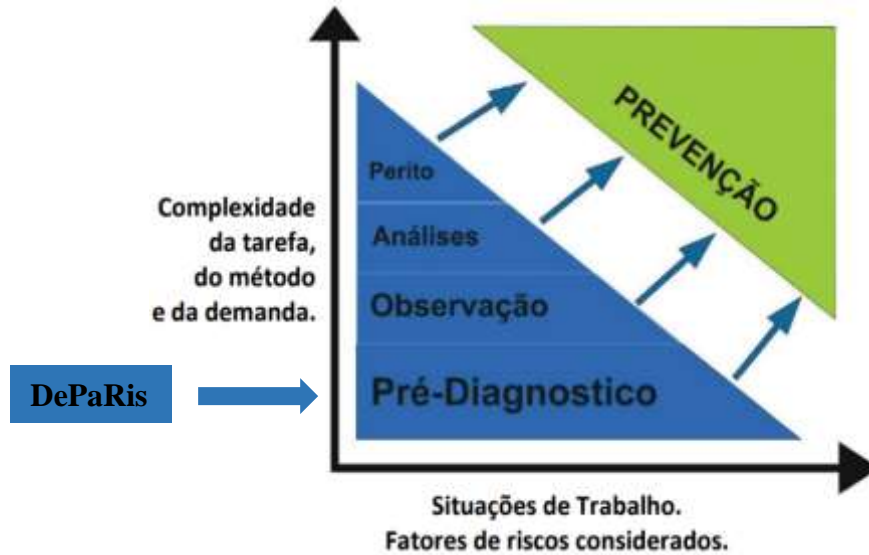 PREVENÇÃO
Perito
Análises
Observação
Pré-Diagnostico
Complexidade
da tarefa,
do método
e da demanda.
DePaRis
Situações de Trabalho.
Fatores de riscos considerados.